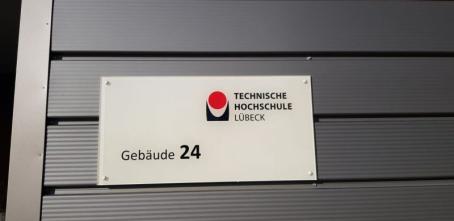 TECHNISCHE
HOCHSCHULE
LÜBECK
Gebäude 24